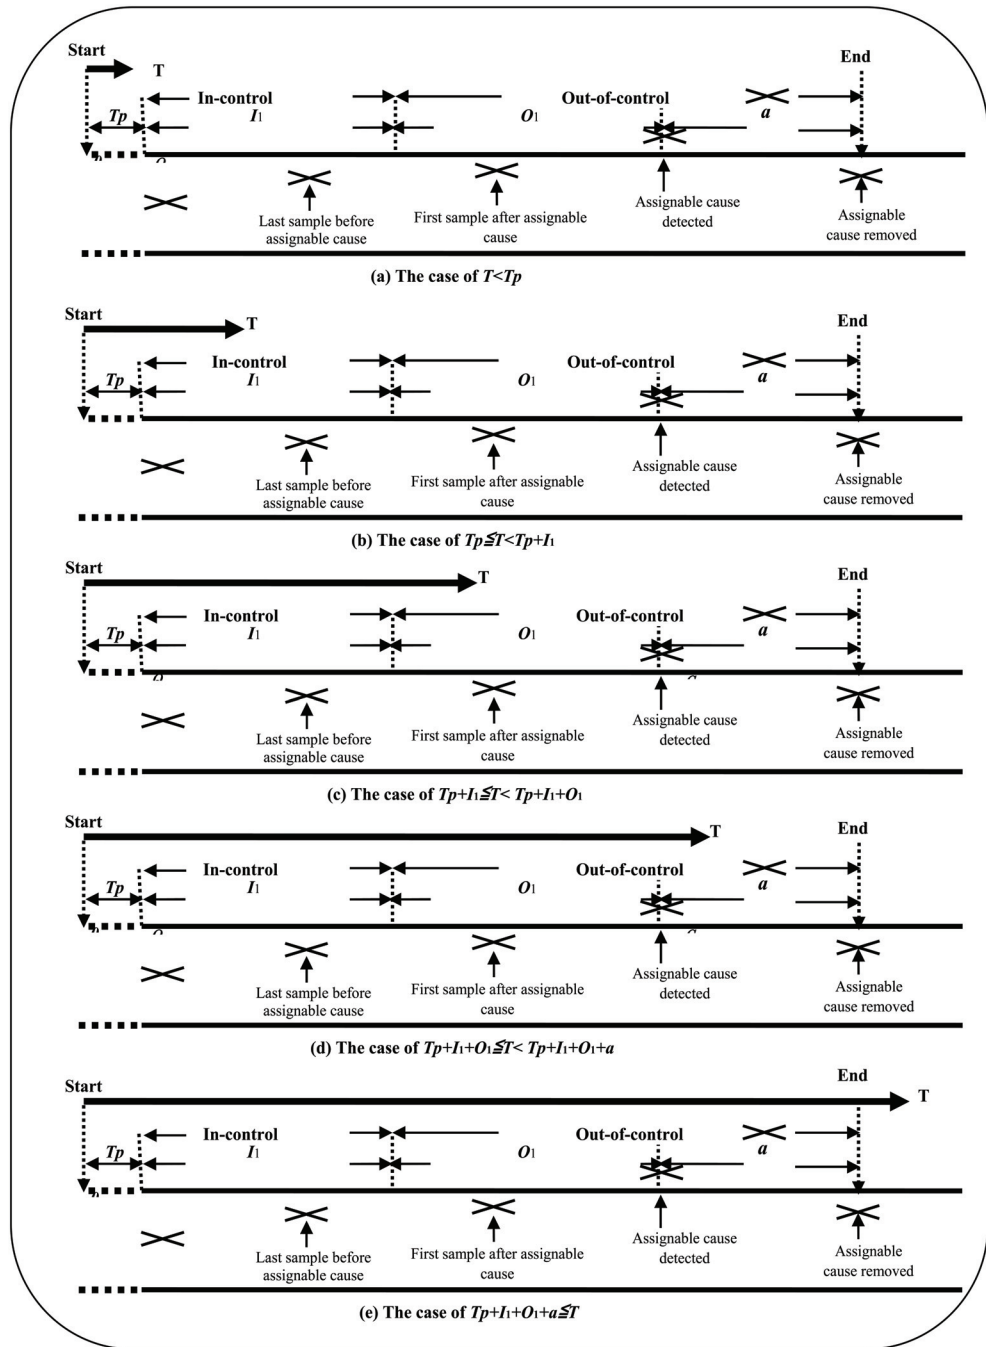 Start
T
End
In-control
Out-of-control
Tp
I1
O1
a
Last sample before
assignable cause
First sample after assignable
cause
Assignable cause
detected
Assignable
cause removed
(a) The case of T<Tp
Start
T
End
In-control
Out-of-control
Tp
I1
O1
a
Last sample before
assignable cause
First sample after assignable
cause
Assignable cause
detected
Assignable
cause removed
(b) The case of Tp≦T<Tp+I1
Start
T
End
In-control
Out-of-control
Tp
I1
O1
a
Last sample before
assignable cause
First sample after assignable
cause
Assignable cause
detected
Assignable
cause removed
(c) The case of Tp+I1≦T< Tp+I1+O1
Start
T
End
In-control
Out-of-control
Tp
I1
O1
a
Last sample before
assignable cause
First sample after assignable
cause
Assignable cause
detected
Assignable
cause removed
(d) The case of Tp+I1+O1≦T< Tp+I1+O1+a
Start
End
T
In-control
Out-of-control
Tp
I1
O1
a
Last sample before
assignable cause
First sample after assignable
cause
Assignable cause
detected
Assignable
cause removed
(e) The case of Tp+I1+O1+a≦T